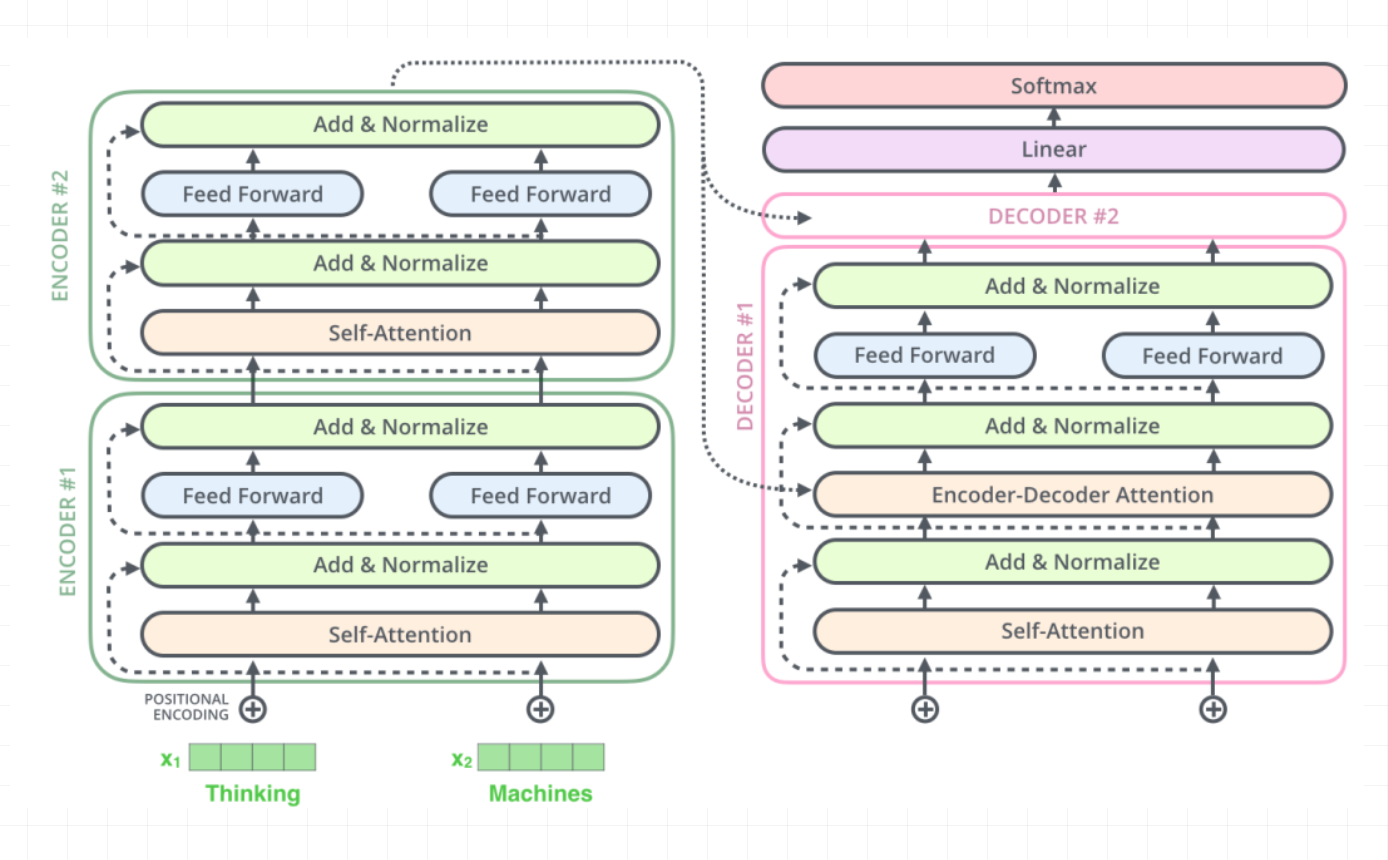 ENCODER #2
Add & Normalize
Feed Forward
Feed Forward
Add & Normalize
Self-Attention
ENCODER #1
Add & Normalize
Feed Forward
Feed Forward
Add & Normalize
Self-Attention
POSITIONAL
ENCODING
x₁
x₂
Thinking
Machines
Softmax
Linear
DECODER #2
DECODER #1
Add & Normalize
Feed Forward
Feed Forward
Add & Normalize
Encoder-Decoder Attention
Add & Normalize
Self-Attention